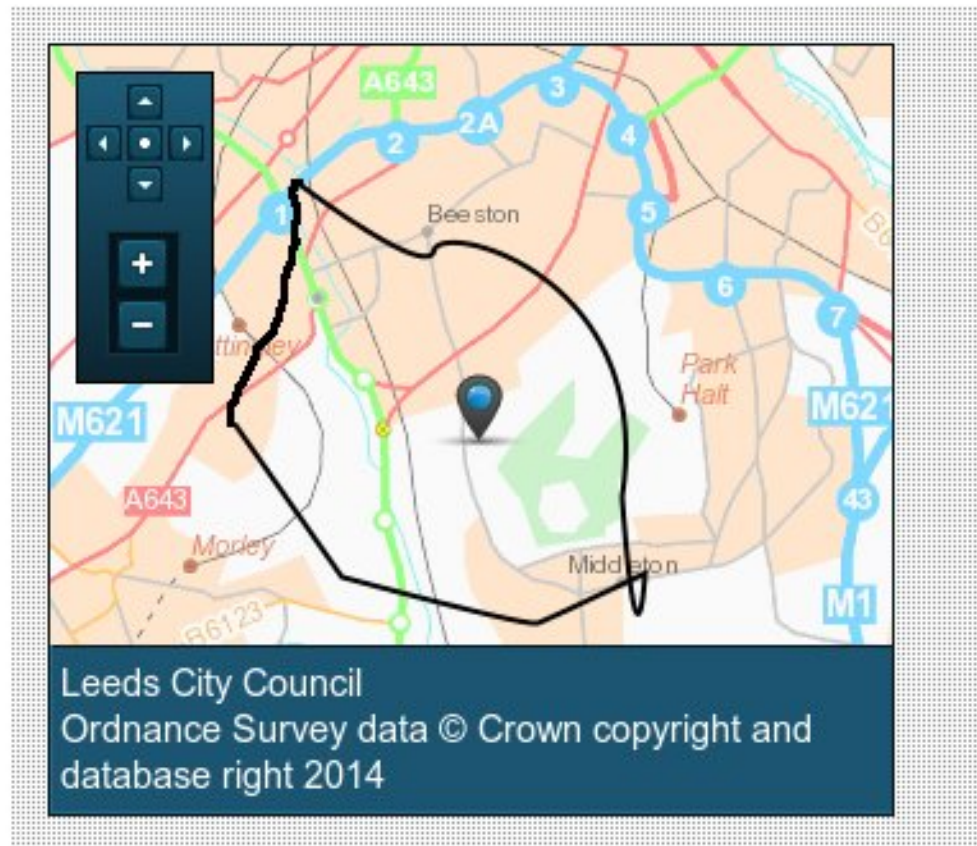 A643
3
2A
2
4
1
Beeston
5
6
7
ttingley
Park
Halt
M621
M621
A643
43
Morley
Middleton
M1
B6123
Leeds City Council
Ordnance Survey data © Crown copyright and
database right 2014